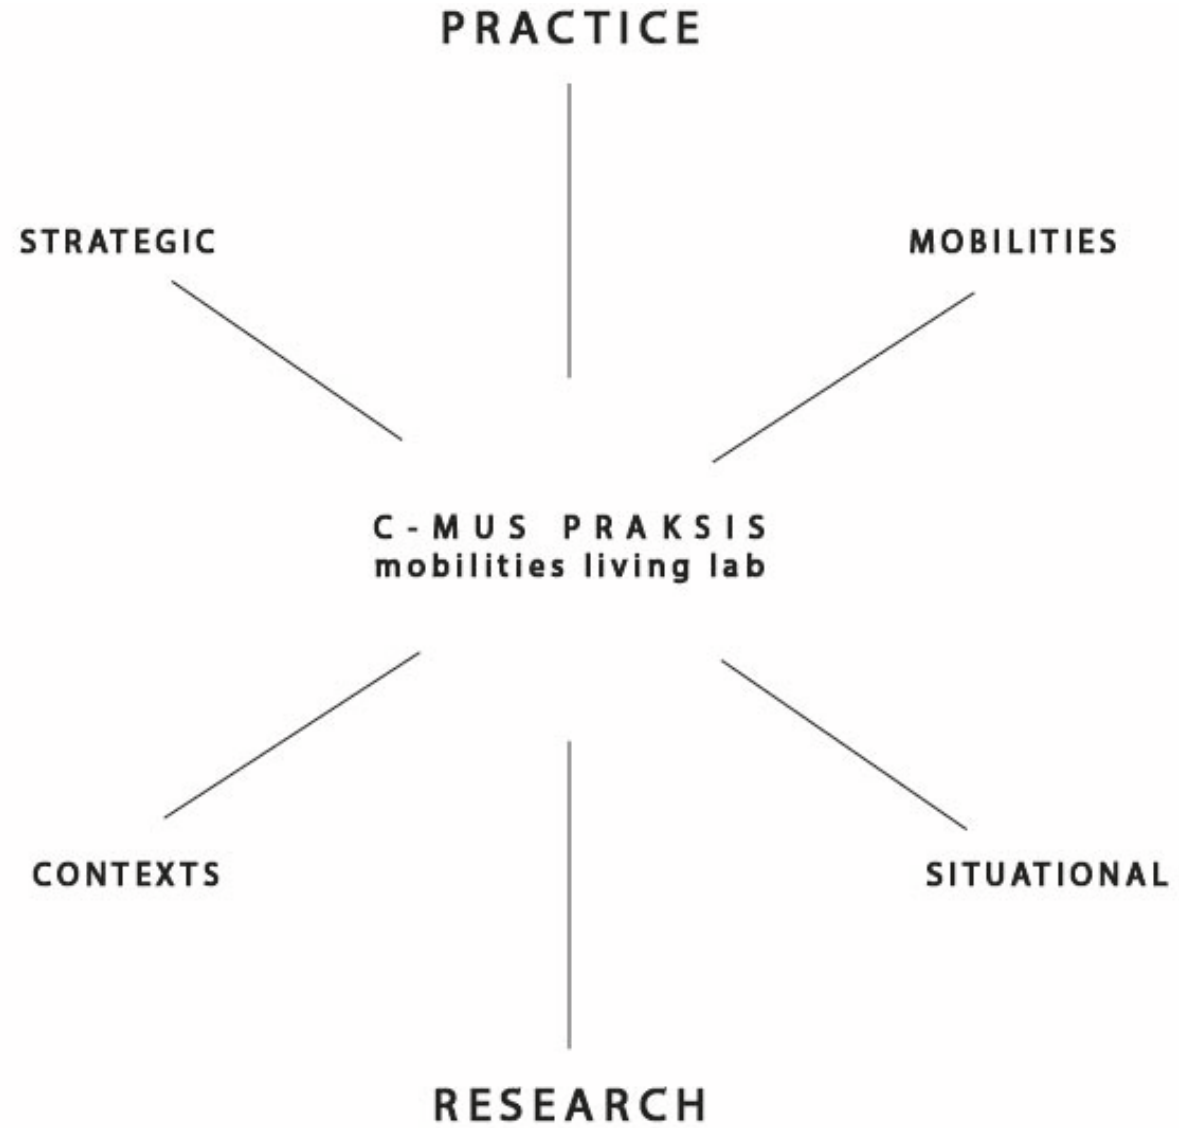 PRACTICE
STRATEGIC
MOBILITIES
C-MUS PRAKSIS
mobilities living lab
CONTEXTS
SITUATIONAL
RESEARCH